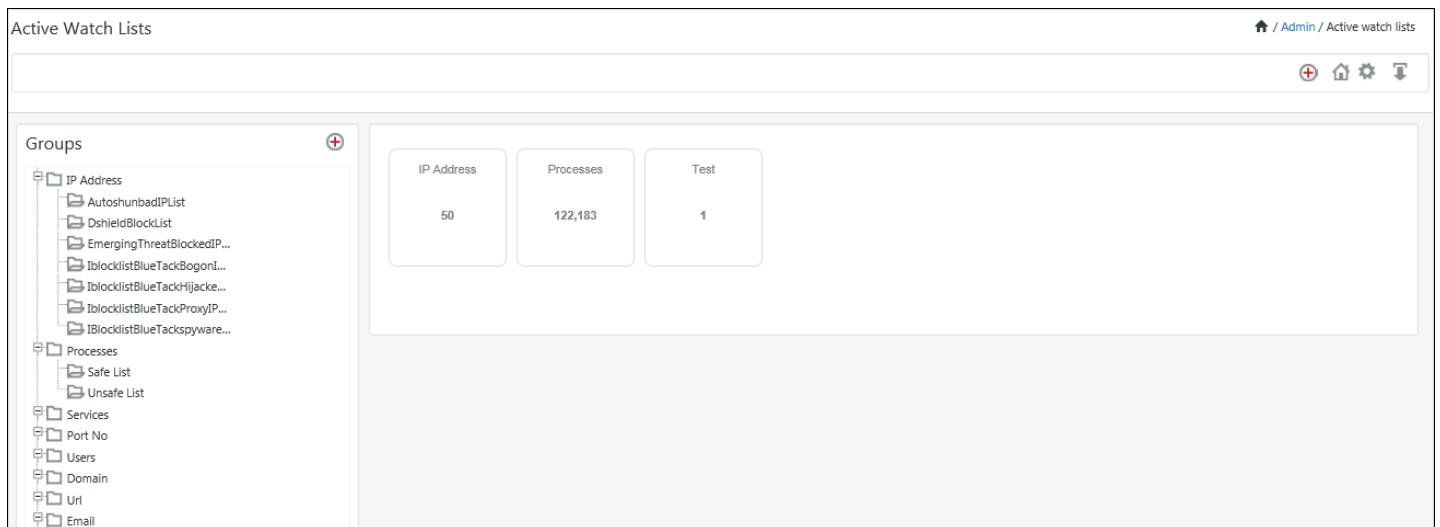 Active Watch Lists
/ Admin / Active watch lists
Groups
IP Address
AutoshunbadIPList
DshieldBlockList
EmergingThreatBlockedIP...
IblocklistBlueTackBogonI...
IblocklistBlueTackHijacke...
IblocklistBlueTackProxyIP...
IBlocklistBlueTackspyware...
Processes
Safe List
Unsafe List
Services
Port No
Users
Domain
Url
Email
IP Address
50
Processes
122,183
Test
1